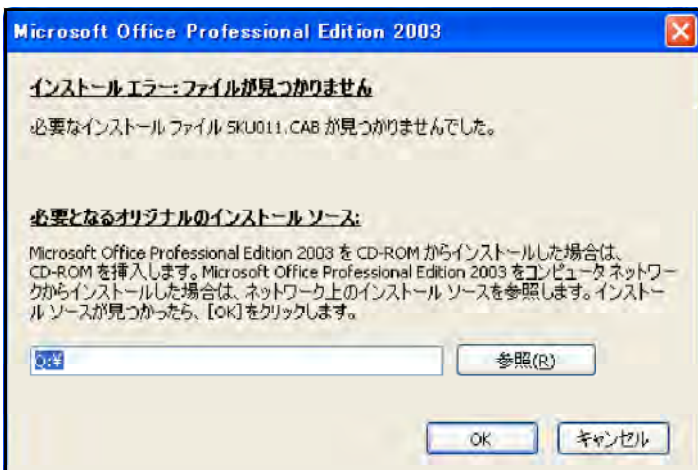 Microsoft Office Professional Edition 2003
インストール エラー: ファイルが見つかりません
必要なインストール ファイル SKU011.CAB が見つかりませんでした。
必要となるオリジナルのインストール ソース:
Microsoft Office Professional Edition 2003 を CD-ROM からインストールした場合は、
CD-ROM を挿入します。Microsoft Office Professional Edition 2003 をコンピュータ ネットワー
クからインストールした場合は、ネットワーク上のインストール ソースを参照します。インストー
ル ソースが見つかったら、[OK] をクリックします。
Q:¥
参照(R)
OK
キャンセル